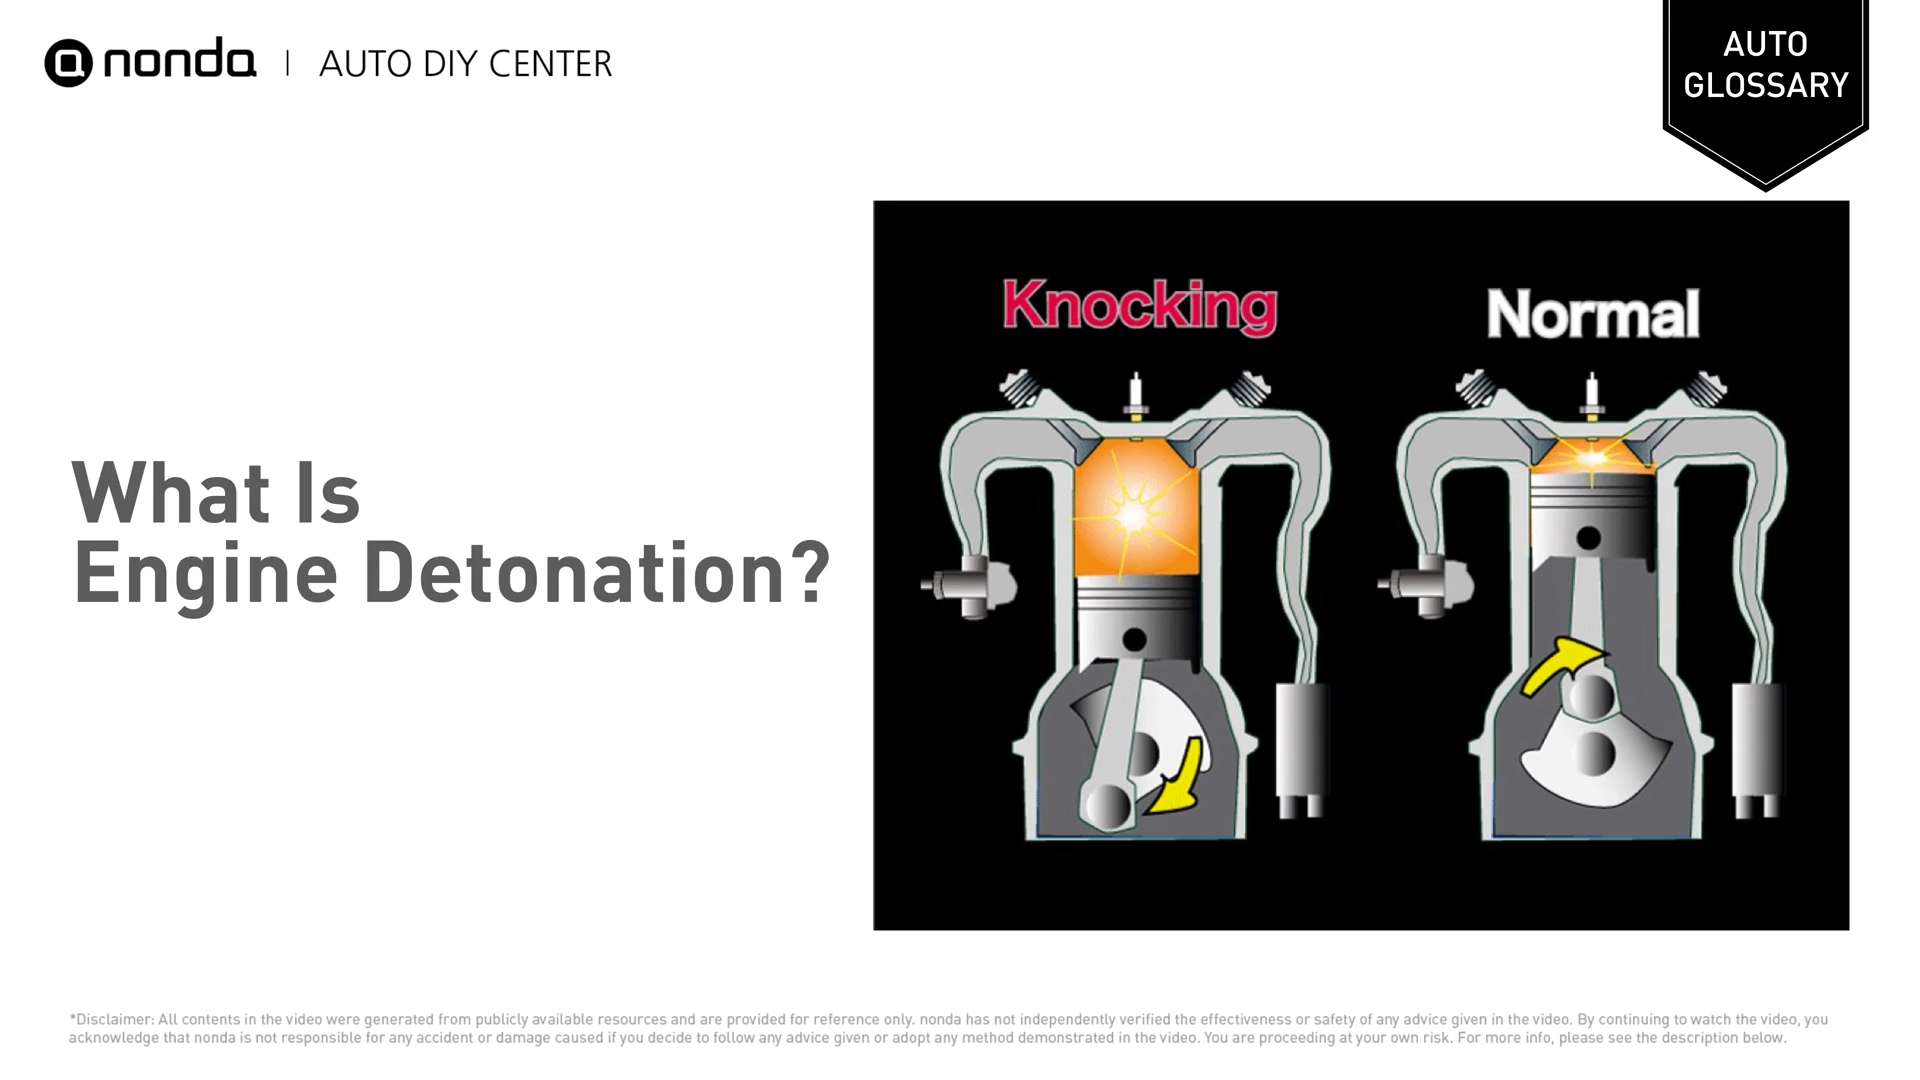 nonda | AUTO DIY CENTER
AUTO
GLOSSARY
Knocking
Normal
What Is
Engine Detonation?
*Disclaimer: All contents in the video were generated from publicly available resources and are provided for reference only. nonda has not independently verified the effectiveness or safety of any advice given in the video. By continuing to watch the video, you
acknowledge that nonda is not responsible for any accident or damage caused if you decide to follow any advice given or adopt any method demonstrated in the video. You are proceeding at your own risk. For more info, please see the description below.